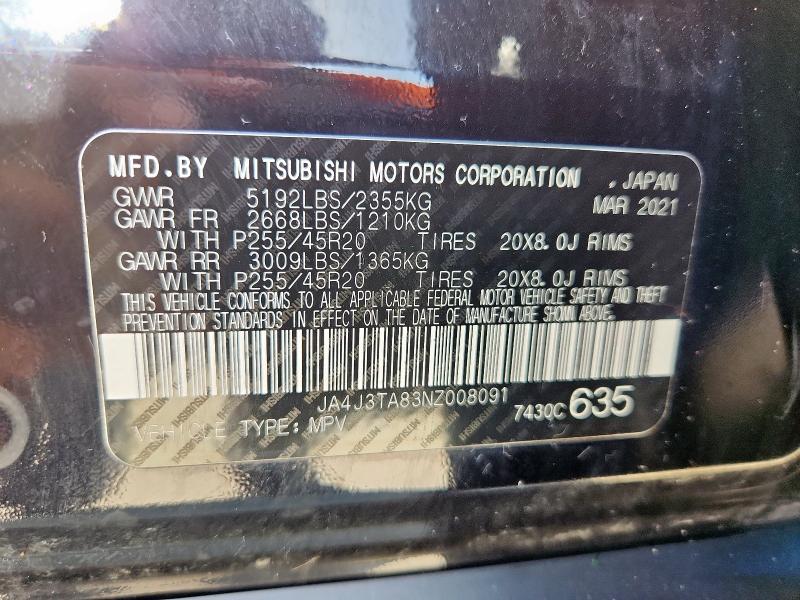 MFD.BY MITSUBISHI MOTORS CORPORATION , JAPAN
GVWR 5192LBS/2355KG MAR 2021
GAWR FR 2668LBS/1210KG
WITH P255/45R20 TIRES 20X8.0J RIMS
GAWR RR 3009LBS/1365KG
WITH P255/45R20 TIRES 20X8.0J RIMS
THIS VEHICLE CONFORMS TO ALL APPLICABLE FEDERAL MOTOR VEHICLE SAFETY AND THEFT
PREVENTION STANDARDS IN EFFECT ON THE DATE OF MANUFACTURE SHOWN ABOVE.
JA4J3TA83NZ008091
7430C 635
VEHICLE TYPE: MPV